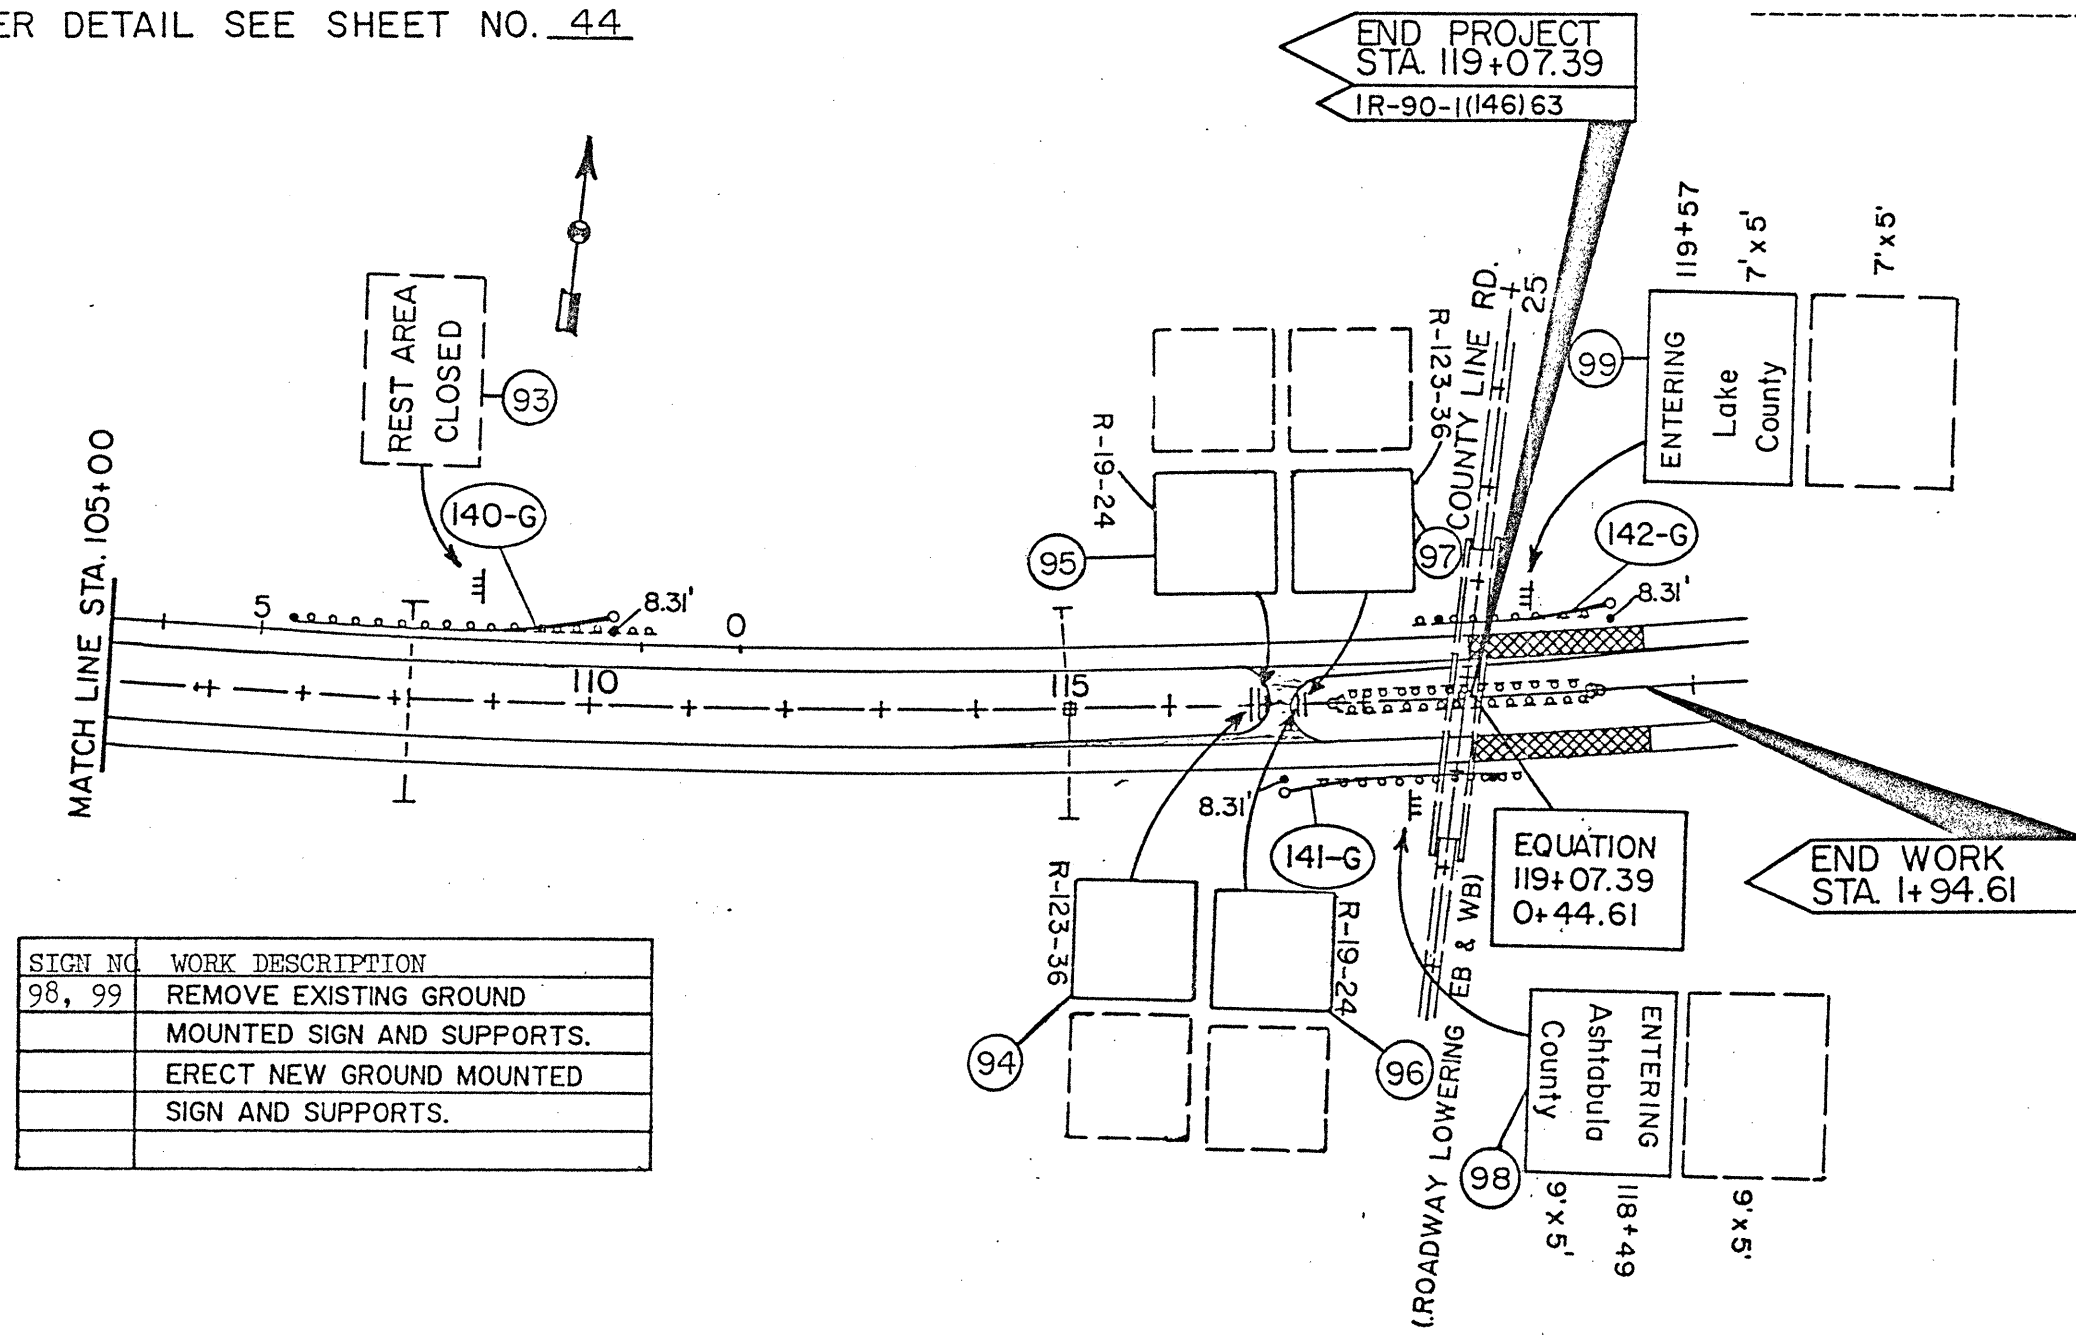 ER DETAIL SEE SHEET NO. 44
END PROJECT
STA. 119+07.39
IR-90-1(146)63
119+57
7'x5'
7'x5'
REST AREA
CLOSED
93
COUNTY LINE RD.
25
R-123-36
R-19-24
99
ENTERING
Lake
County
MATCH LINE STA. 105+00
140-G
95
97
142-G
5
8.31'
0
8.31'
110
115
8.31'
141-G
EQUATION
119+07.39
0+44.61
END WORK
STA. 1+94.61
R-123-36
R-19-24
94
96
(ROADWAY LOWERING EB & WB)
ENTERING
Ashtabula
County
98
9'x5'
118+49
9'x5'
SIGN NO. WORK DESCRIPTION
98, 99 REMOVE EXISTING GROUND
MOUNTED SIGN AND SUPPORTS.
ERECT NEW GROUND MOUNTED
SIGN AND SUPPORTS.